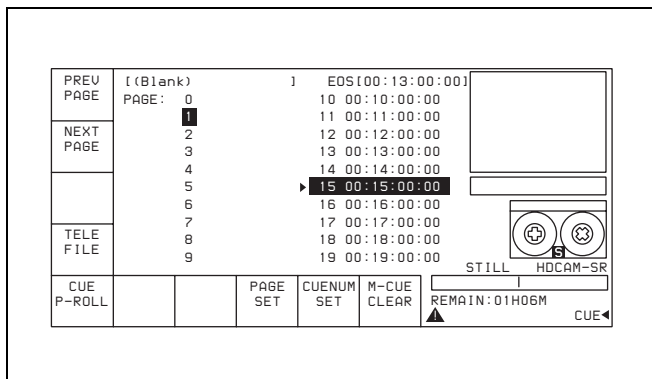 PREV PAGE
NEXT PAGE
TELE FILE
CUE P-ROLL
[(Blank) ] EOS[00:13:00:00]
PAGE: 0 10 00:10:00:00
1 11 00:11:00:00
2 12 00:12:00:00
3 13 00:13:00:00
4 14 00:14:00:00
5 ▶ 15 00:15:00:00
6 16 00:16:00:00
7 17 00:17:00:00
8 18 00:18:00:00
9 19 00:19:00:00
S
STILL HDCAM-SR
PAGE SET
CUENUM SET
M-CUE CLEAR
REMAIN:01H06M
CUE◀